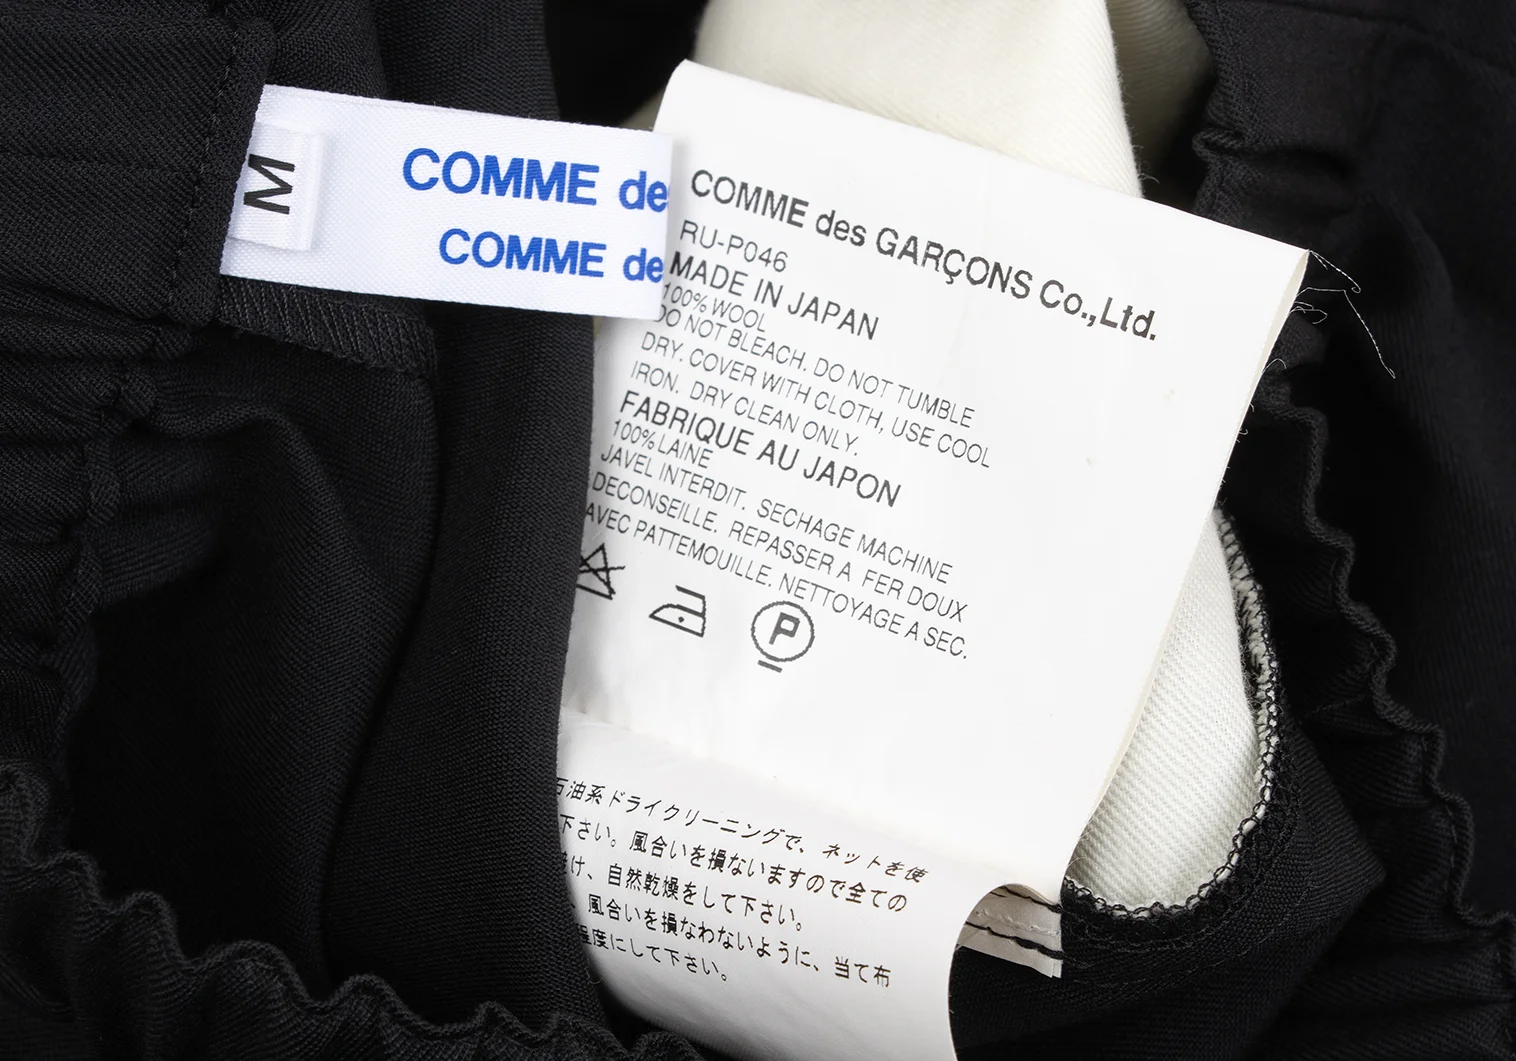 M
COMME de
COMME de
COMME des GARÇONS Co.,Ltd.
RU-P046
MADE IN JAPAN
100% WOOL
DO NOT BLEACH. DO NOT TUMBLE
DRY. COVER WITH CLOTH, USE COOL
IRON. DRY CLEAN ONLY.
FABRIQUE AU JAPON
100% LAINE
JAVEL INTERDIT. SECHAGE MACHINE
DECONSEILLE. REPASSER A FER DOUX
AVEC PATTEMOUILLE. NETTOYAGE A SEC.
P
石油系ドライクリーニングで、ネットを使
下さい。風合いを損ないますので全ての
け、自然乾燥をして下さい。
風合いを損なわないように、当て布
程度にして下さい。